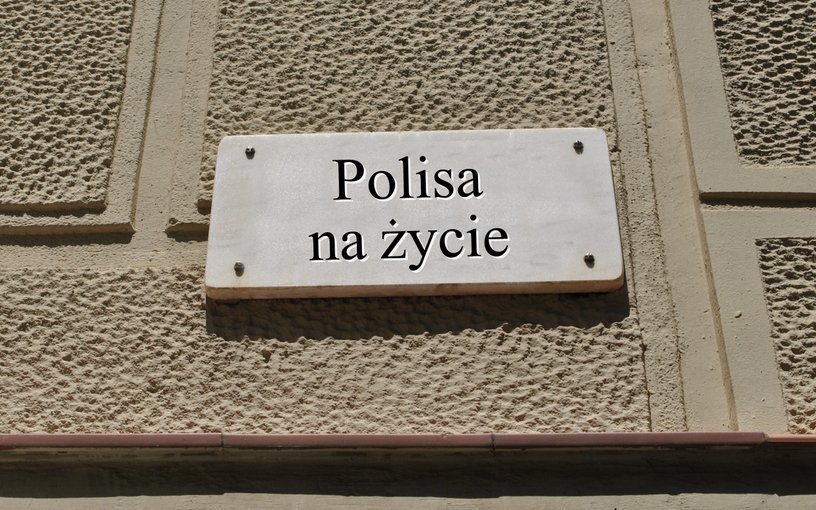 Polisa
na życie